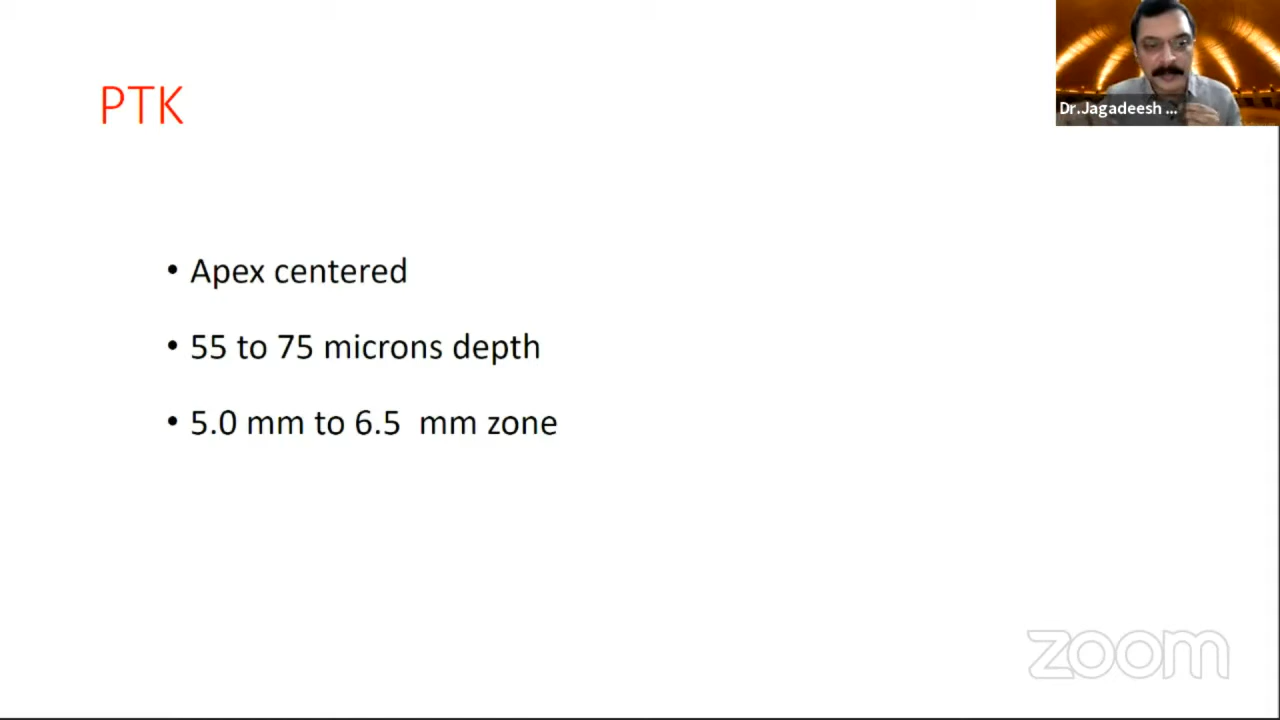 PTK
Dr.Jagadeesh ...
• Apex centered
• 55 to 75 microns depth
• 5.0 mm to 6.5  mm zone
zoom